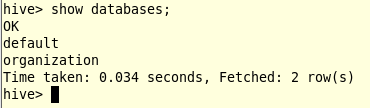 hive> show databases;
OK
default
organization
Time taken: 0.034 seconds, Fetched: 2 row(s)
hive>